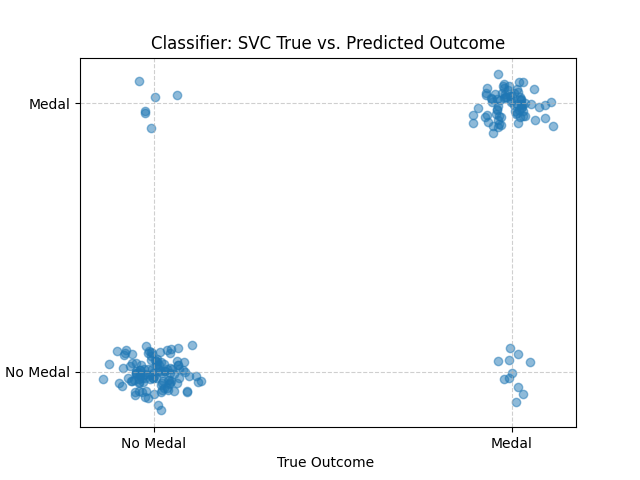 Classifier: SVC True vs. Predicted Outcome
Medal
No Medal
No Medal
Medal
True Outcome